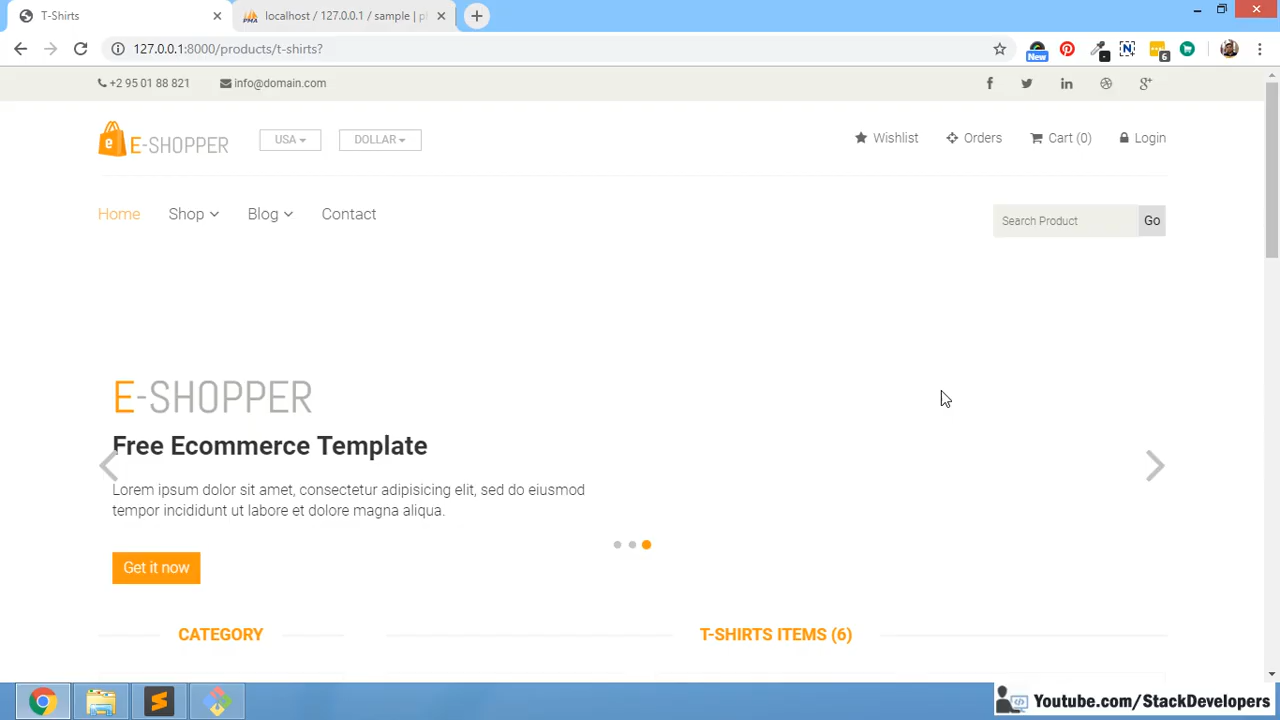 T-Shirts
localhost / 127.0.0.1 / sample | p
127.0.0.1:8000/products/t-shirts?
New
6
+2 95 01 88 821
info@domain.com
E-SHOPPER
USA
DOLLAR
Wishlist
Orders
Cart (0)
Login
Home
Shop
Blog
Contact
Search Product
Go
E-SHOPPER
Free Ecommerce Template
Lorem ipsum dolor sit amet, consectetur adipisicing elit, sed do eiusmod
tempor incididunt ut labore et dolore magna aliqua.
Get it now
CATEGORY
T-SHIRTS ITEMS (6)
Youtube.com/StackDevelopers